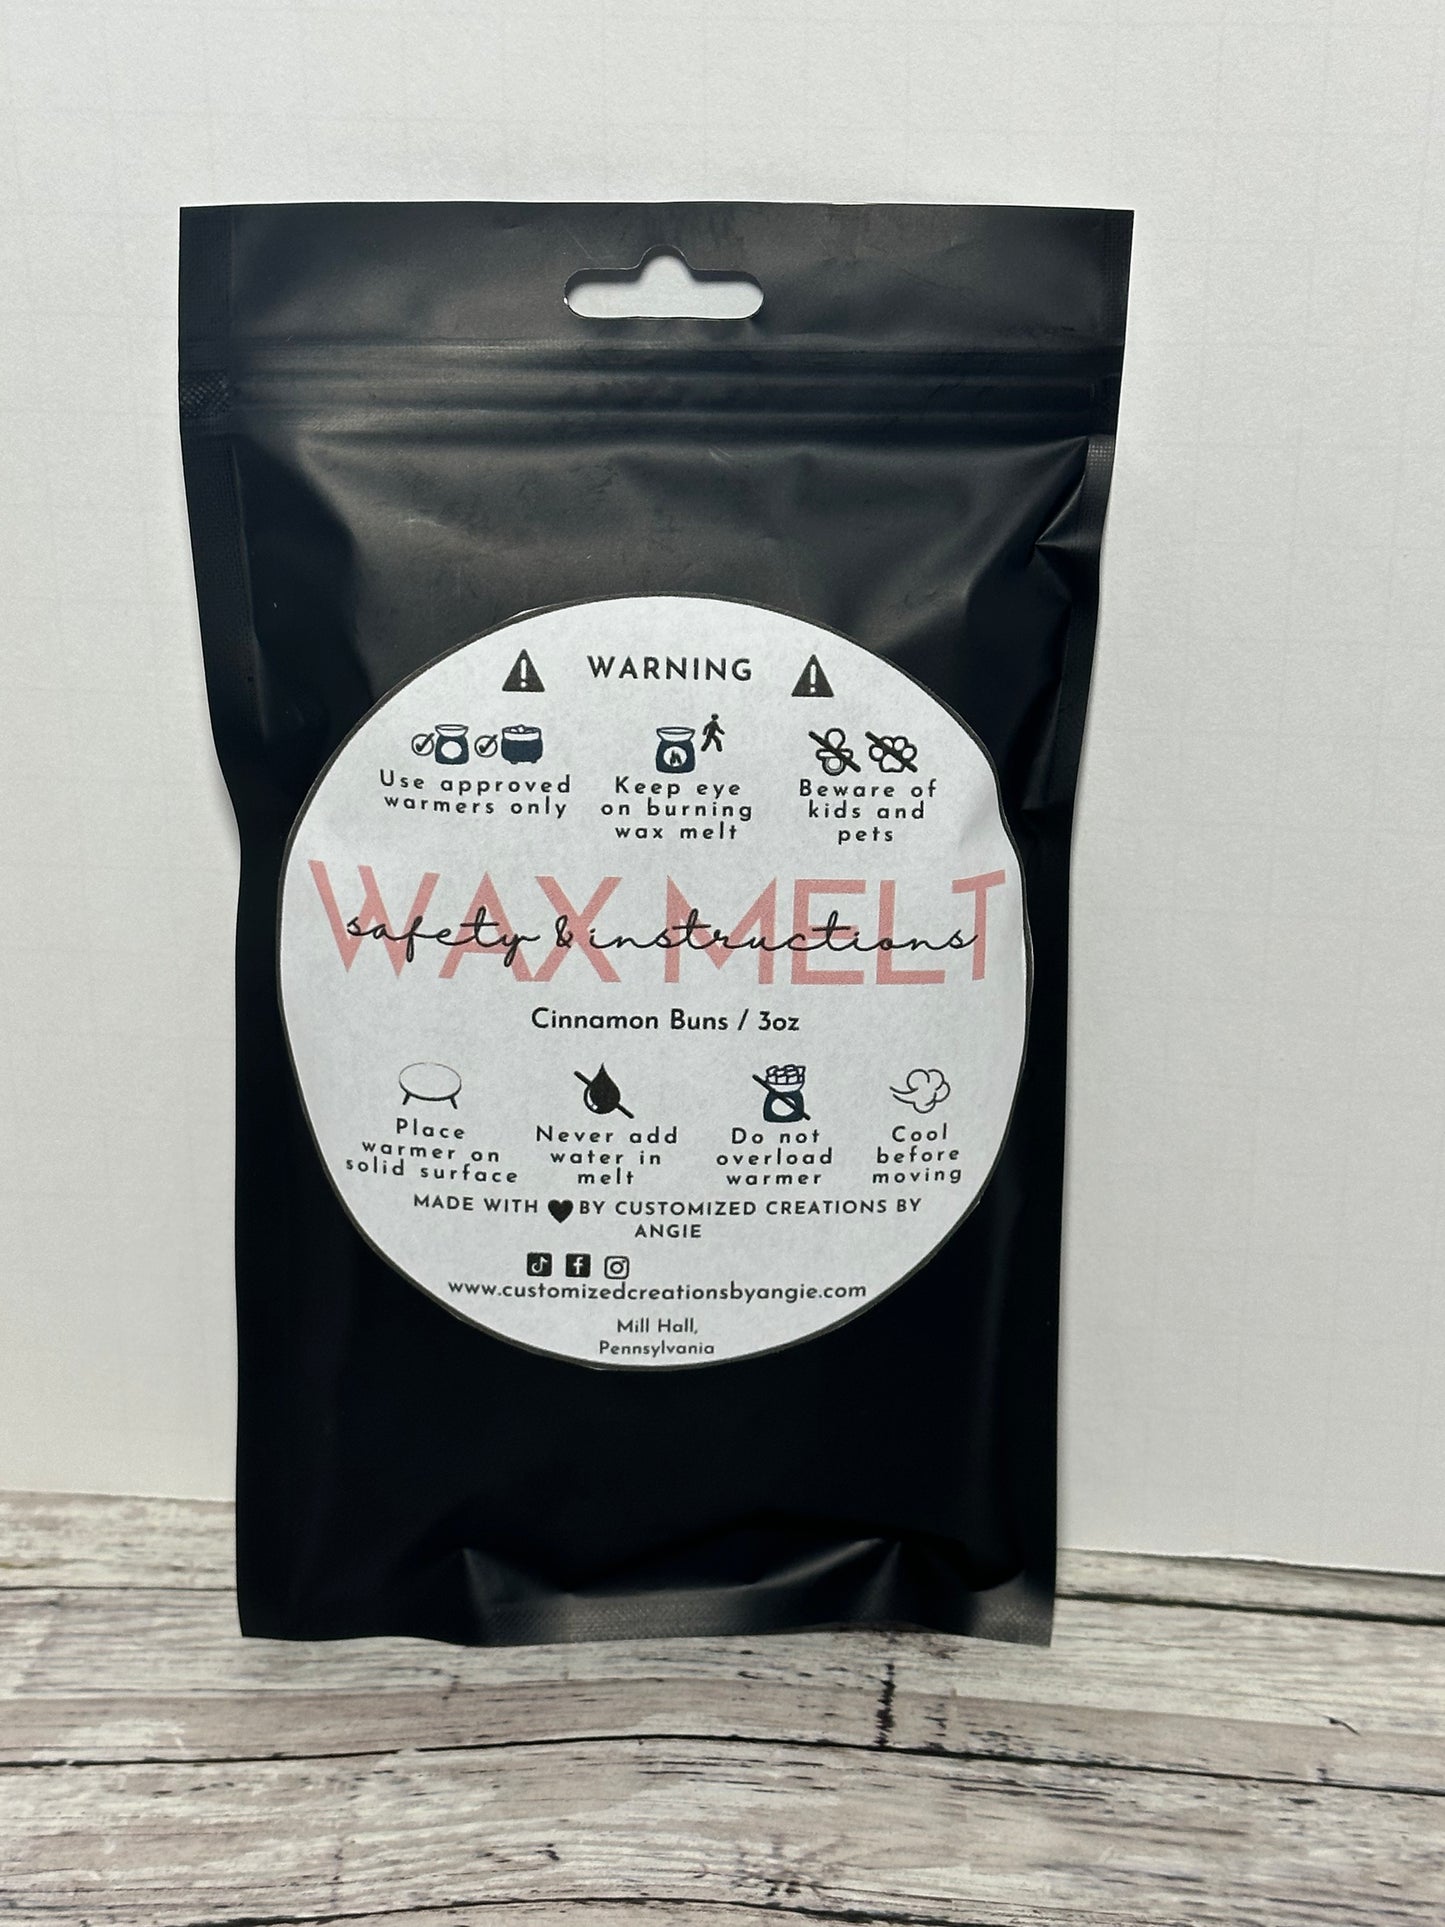 WARNING
Use approved
warmers only
Keep eye
on burning
wax melt
Beware of
kids and
pets
WAX MELT
safety & instructions
Cinnamon Buns / 3oz
Place
warmer on
solid surface
Never add
water in
melt
Do not
overload
warmer
Cool
before
moving
MADE WITH 🖤 BY CUSTOMIZED CREATIONS BY
ANGIE
www.customizedcreationsbyangie.com
Mill Hall,
Pennsylvania